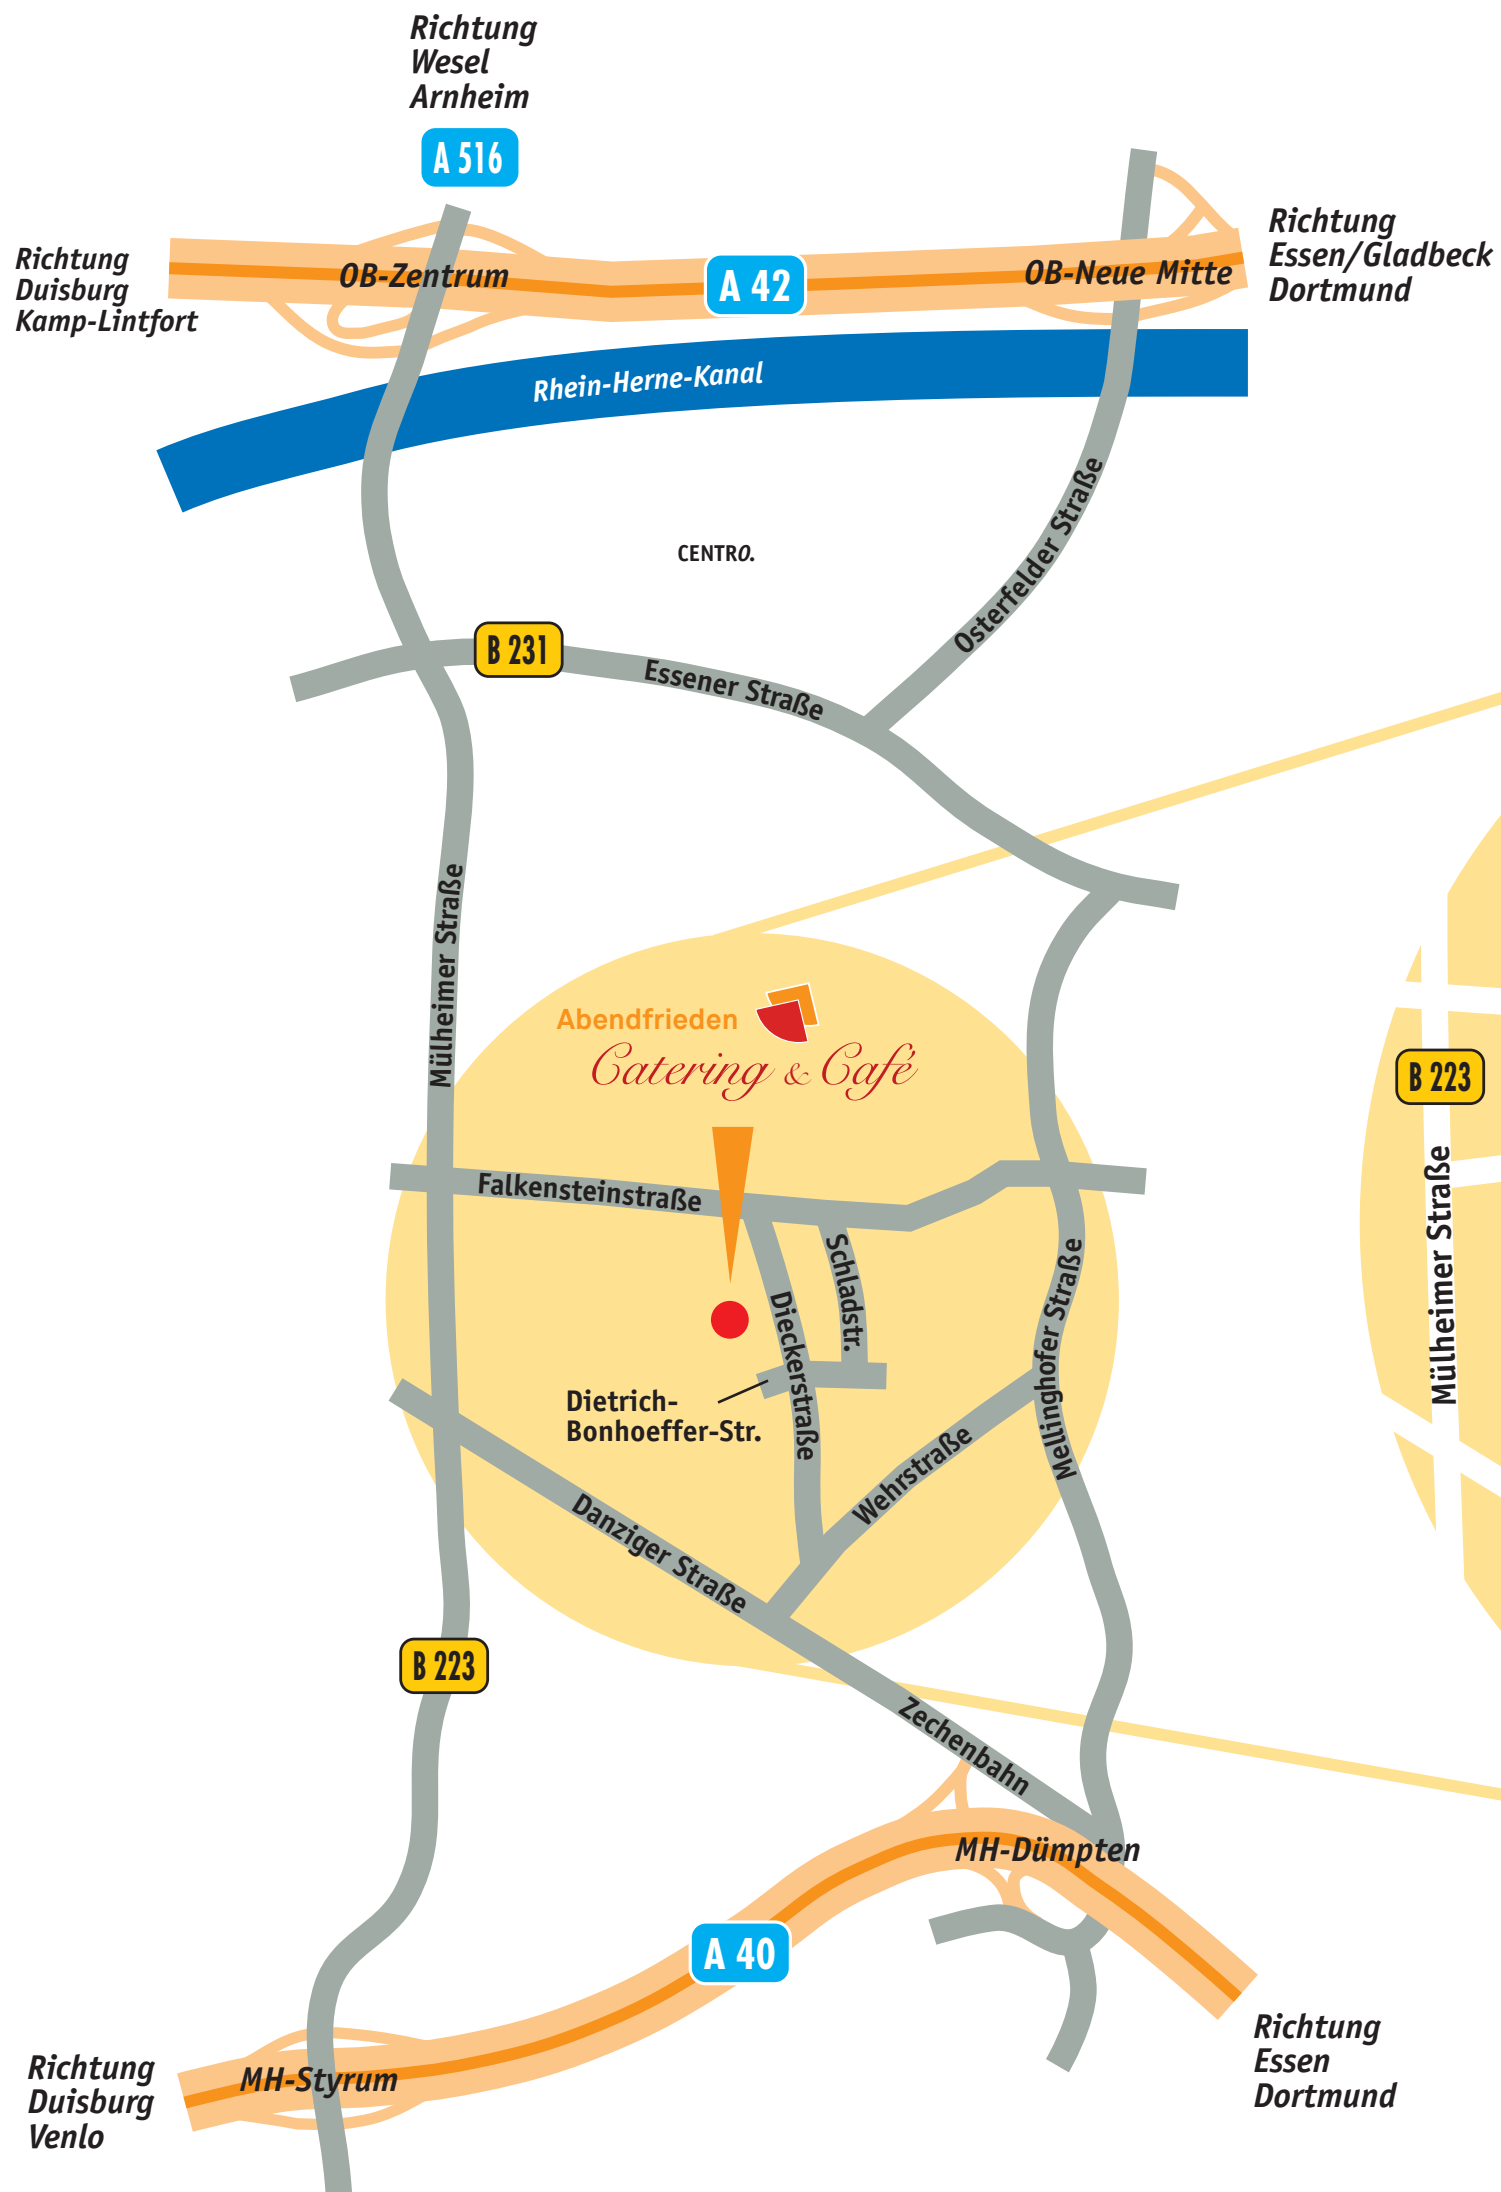 Richtung
Wesel
Arnheim
A 516
Richtung
Duisburg
Kamp-Lintfort
OB-Zentrum
A 42
OB-Neue Mitte
Richtung
Essen/Gladbeck
Dortmund
Rhein-Herne-Kanal
Osterfelder Straße
CENTRO.
B 231
Essener Straße
Mülheimer Straße
Abendfrieden
Catering & Café
B 223
Mülheimer Straße
Falkensteinstraße
Schladstr.
Dieckerstraße
Mellinghofer Straße
Dietrich-
Bonhoeffer-Str.
Wehrstraße
Danziger Straße
B 223
Zechenbahn
MH-Dümpten
A 40
Richtung
Essen
Dortmund
MH-Styrum
Richtung
Duisburg
Venlo